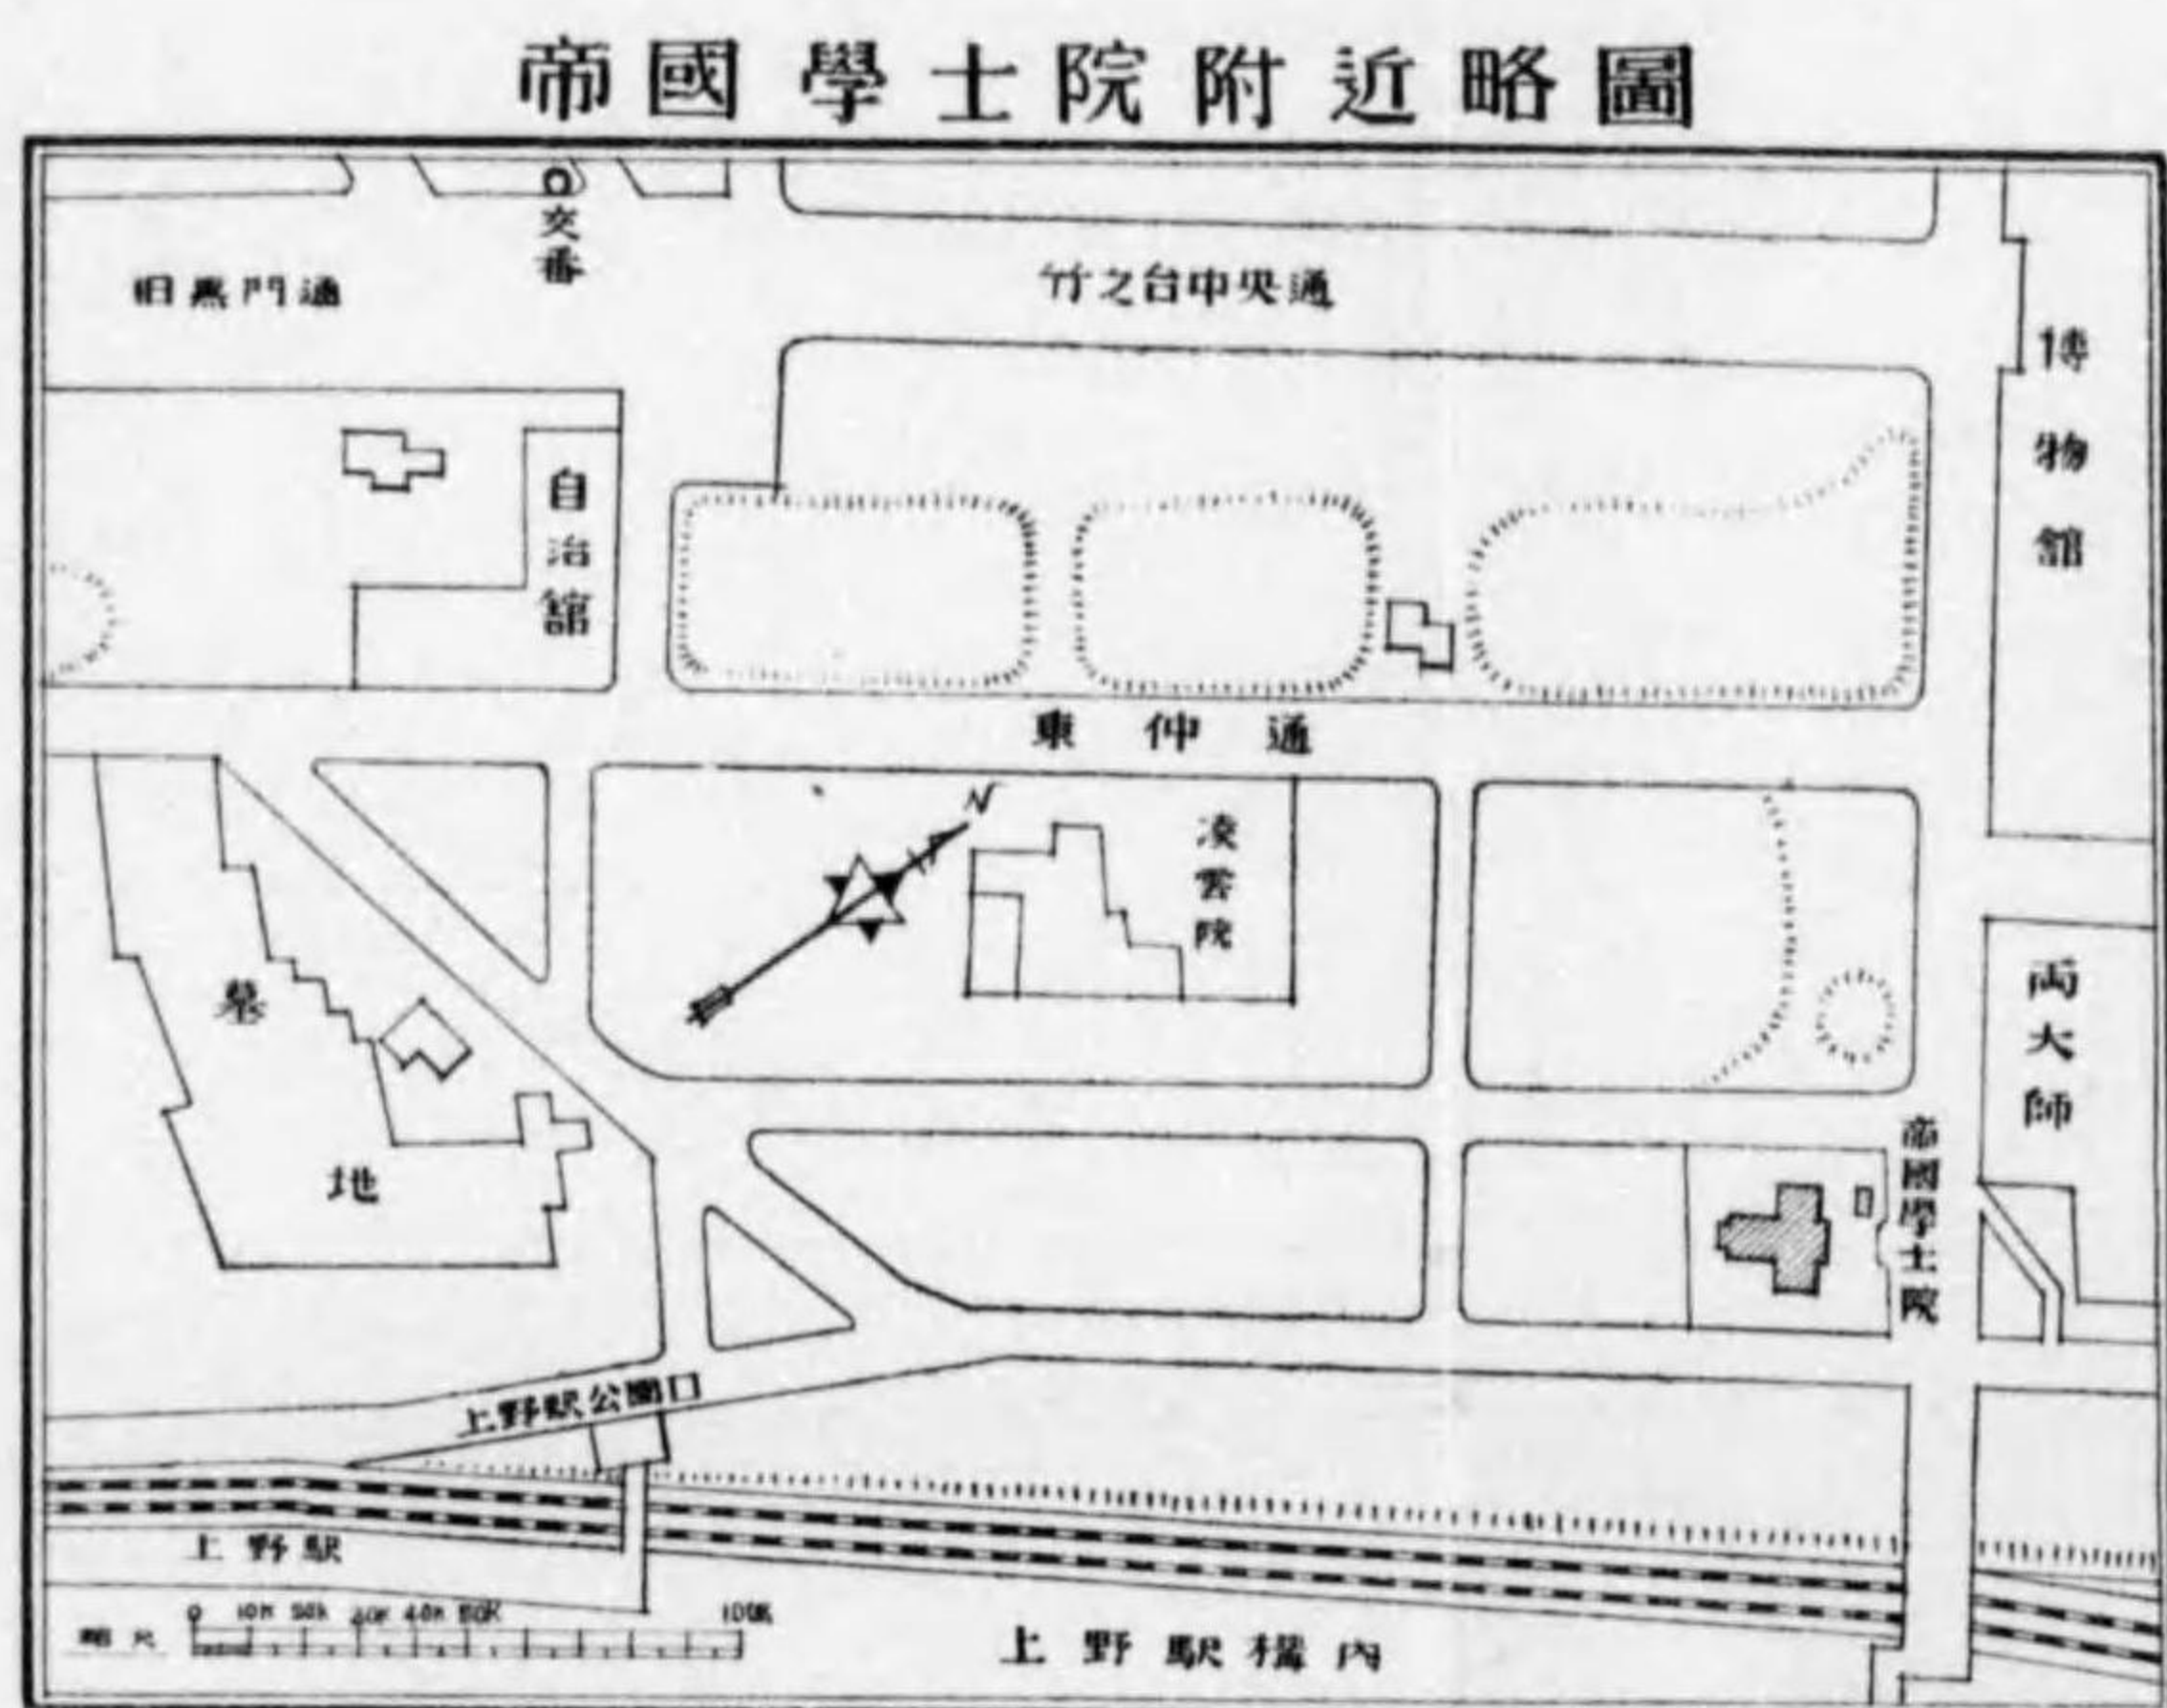 帝國學士院附近略圖
交番
旧黒門通
竹之台中央通
博物館
自治館
東仲通
N
凌雲院
墓地
両大師
帝國學士院
上野駅公園口
上野駅
0 10m 40m 50m 100m
上野駅構内